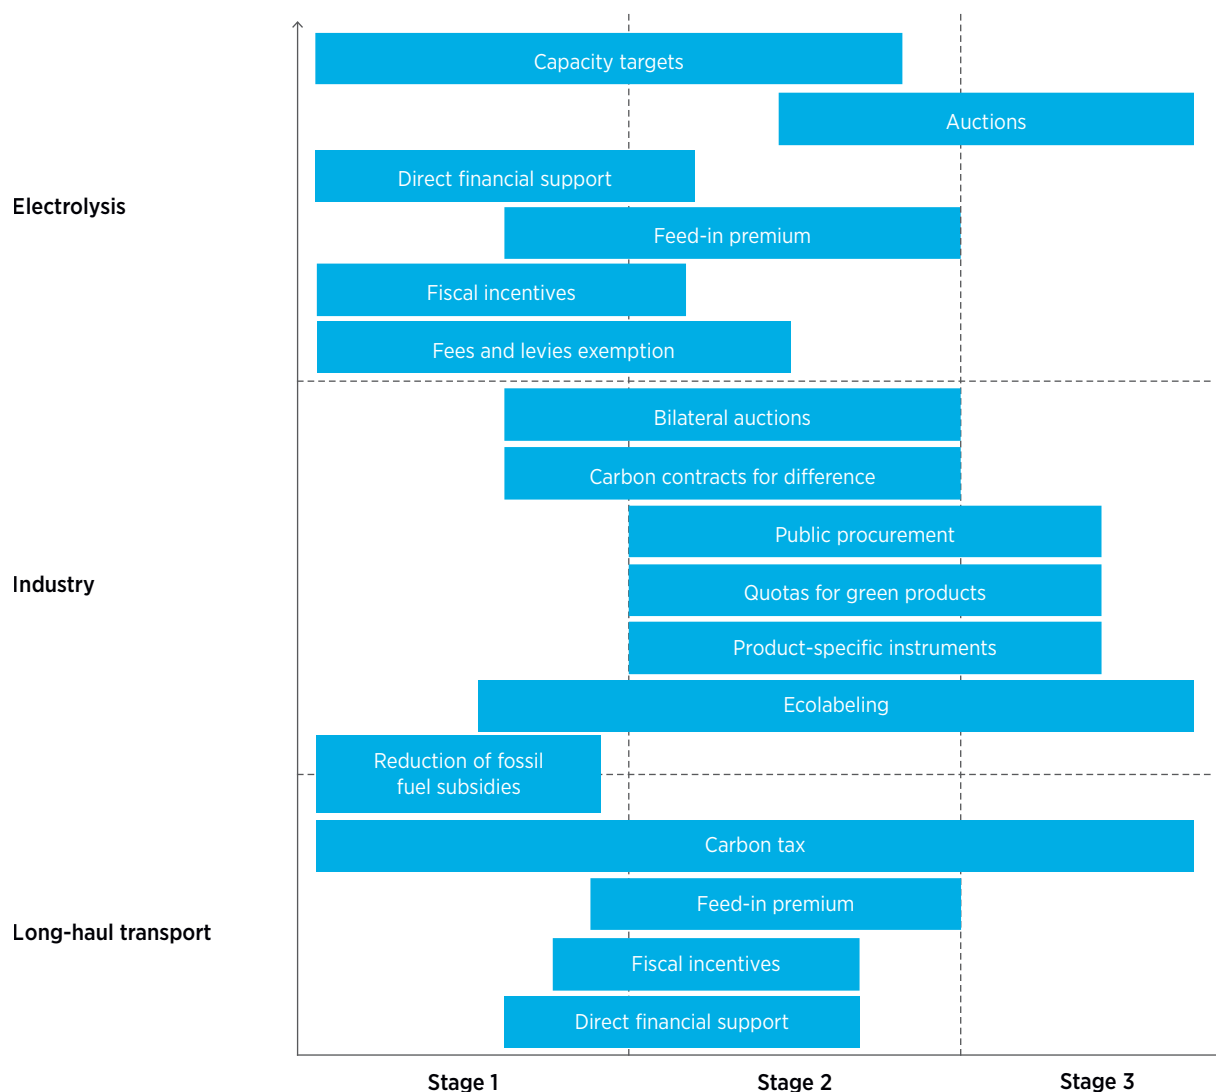 Capacity targets
Auctions
Direct financial support
Electrolysis
Feed-in premium
Fiscal incentives
Fees and levies exemption
Bilateral auctions
Carbon contracts for difference
Public procurement
Industry
Quotas for green products
Product-specific instruments
Ecolabeling
Reduction of fossil
fuel subsidies
Carbon tax
Feed-in premium
Long-haul transport
Fiscal incentives
Direct financial support
Stage 1
Stage 2
Stage 3